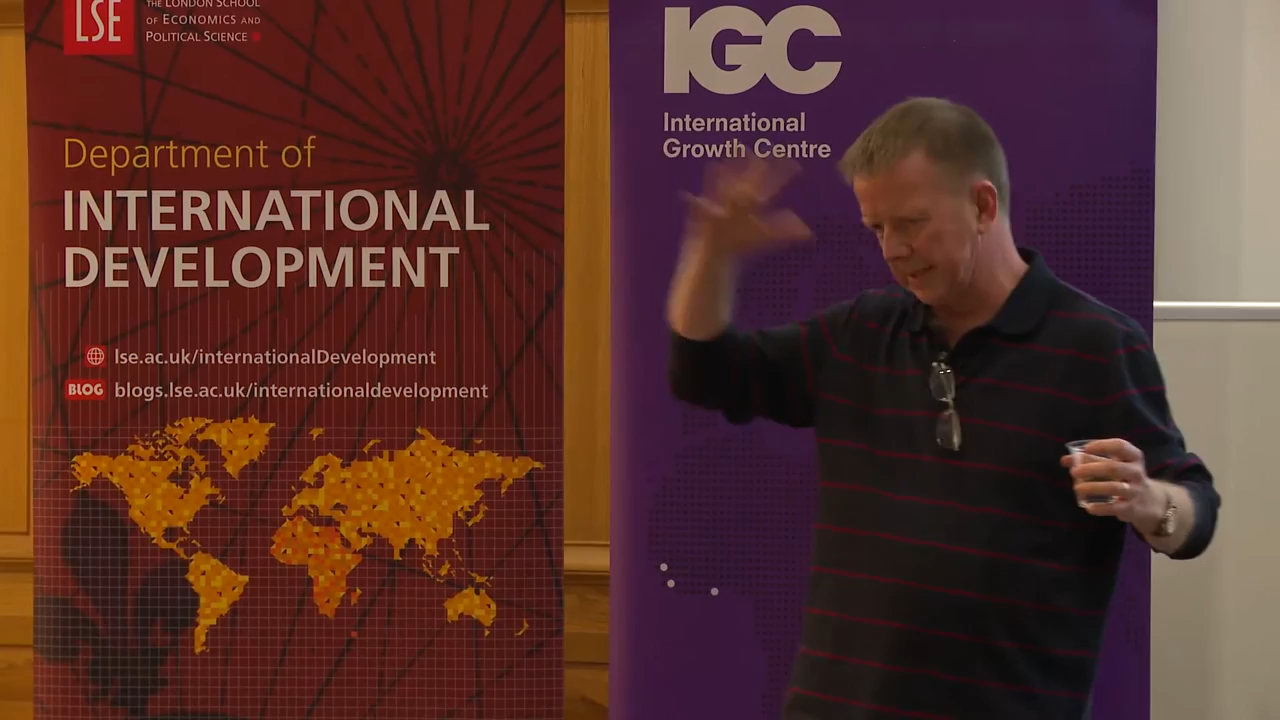 LSE
THE LONDON SCHOOL
OF ECONOMICS AND
POLITICAL SCIENCE
Department of
INTERNATIONAL
DEVELOPMENT
lse.ac.uk/internationalDevelopment
BLOG blogs.lse.ac.uk/internationaldevelopment
IGC
International
Growth Centre